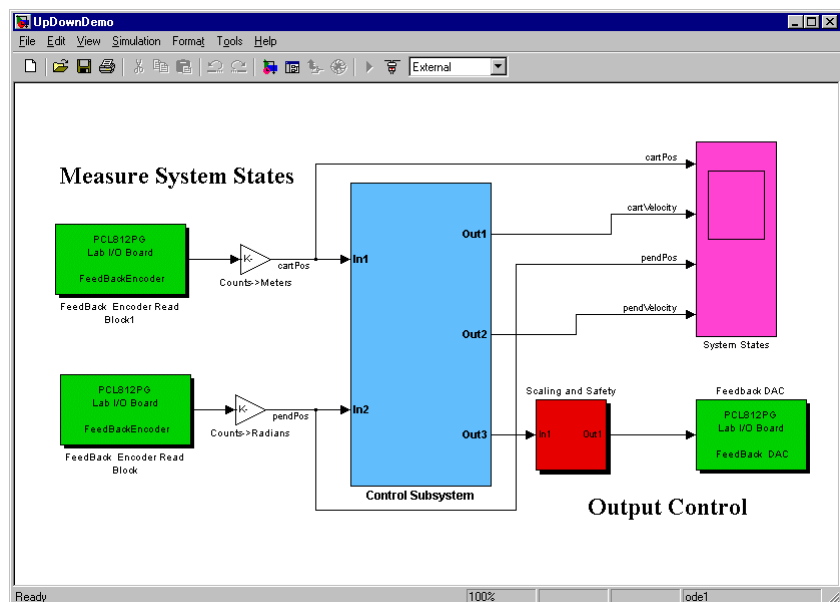 UpDownDemo
File Edit View Simulation Format Tools Help
External
Measure System States
PCL812PG
Lab I/O Board
FeedBackEncoder
FeedBack Encoder Read
Block1
K-
cartPos
Counts->Meters
PCL812PG
Lab I/O Board
FeedBackEncoder
FeedBack Encoder Read
Block
K-
pendPos
Counts->Radians
In1
In2
Out1
Out2
Out3
Control Subsystem
cartPos
cartVelocity
pendPos
pendVelocity
System States
Scaling and Safety
In1 Out1
Feedback DAC
PCL812PG
Lab I/O Board
FeedBack DAC
Output Control
Ready 100% ode1